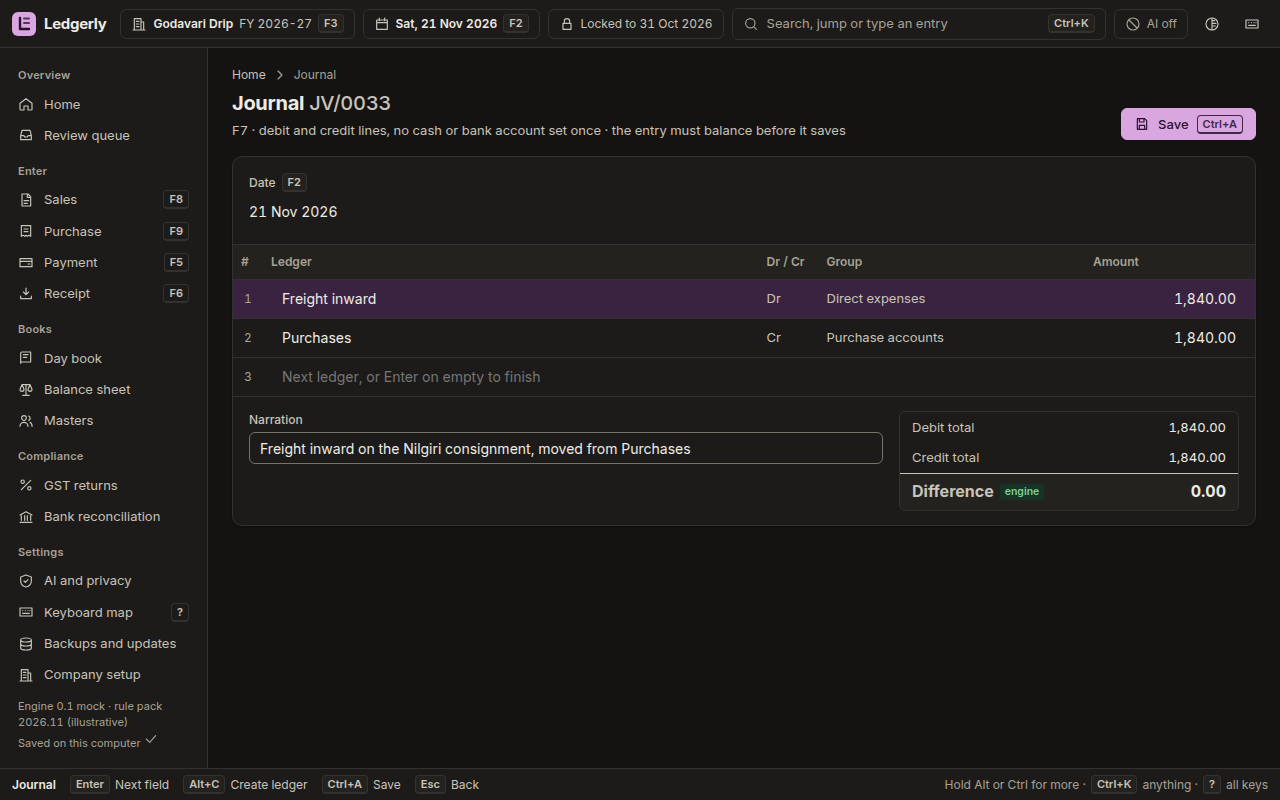 Ledgerly
Godavari Drip FY 2026-27 F3
Sat, 21 Nov 2026 F2
Locked to 31 Oct 2026
Search, jump or type an entry Ctrl+K
AI off
Overview
Home
Review queue
Enter
Sales F8
Purchase F9
Payment F5
Receipt F6
Books
Day book
Balance sheet
Masters
Compliance
GST returns
Bank reconciliation
Settings
AI and privacy
Keyboard map ?
Backups and updates
Company setup
Engine 0.1 mock · rule pack
2026.11 (illustrative)
Saved on this computer
Home > Journal
Journal JV/0033
F7 · debit and credit lines, no cash or bank account set once · the entry must balance before it saves
Save Ctrl+A
Date F2
21 Nov 2026
# Ledger Dr / Cr Group Amount
1 Freight inward Dr Direct expenses 1,840.00
2 Purchases Cr Purchase accounts 1,840.00
3 Next ledger, or Enter on empty to finish
Narration
Freight inward on the Nilgiri consignment, moved from Purchases
Debit total 1,840.00
Credit total 1,840.00
Difference engine 0.00
Journal Enter Next field Alt+C Create ledger Ctrl+A Save Esc Back
Hold Alt or Ctrl for more · Ctrl+K anything · ? all keys